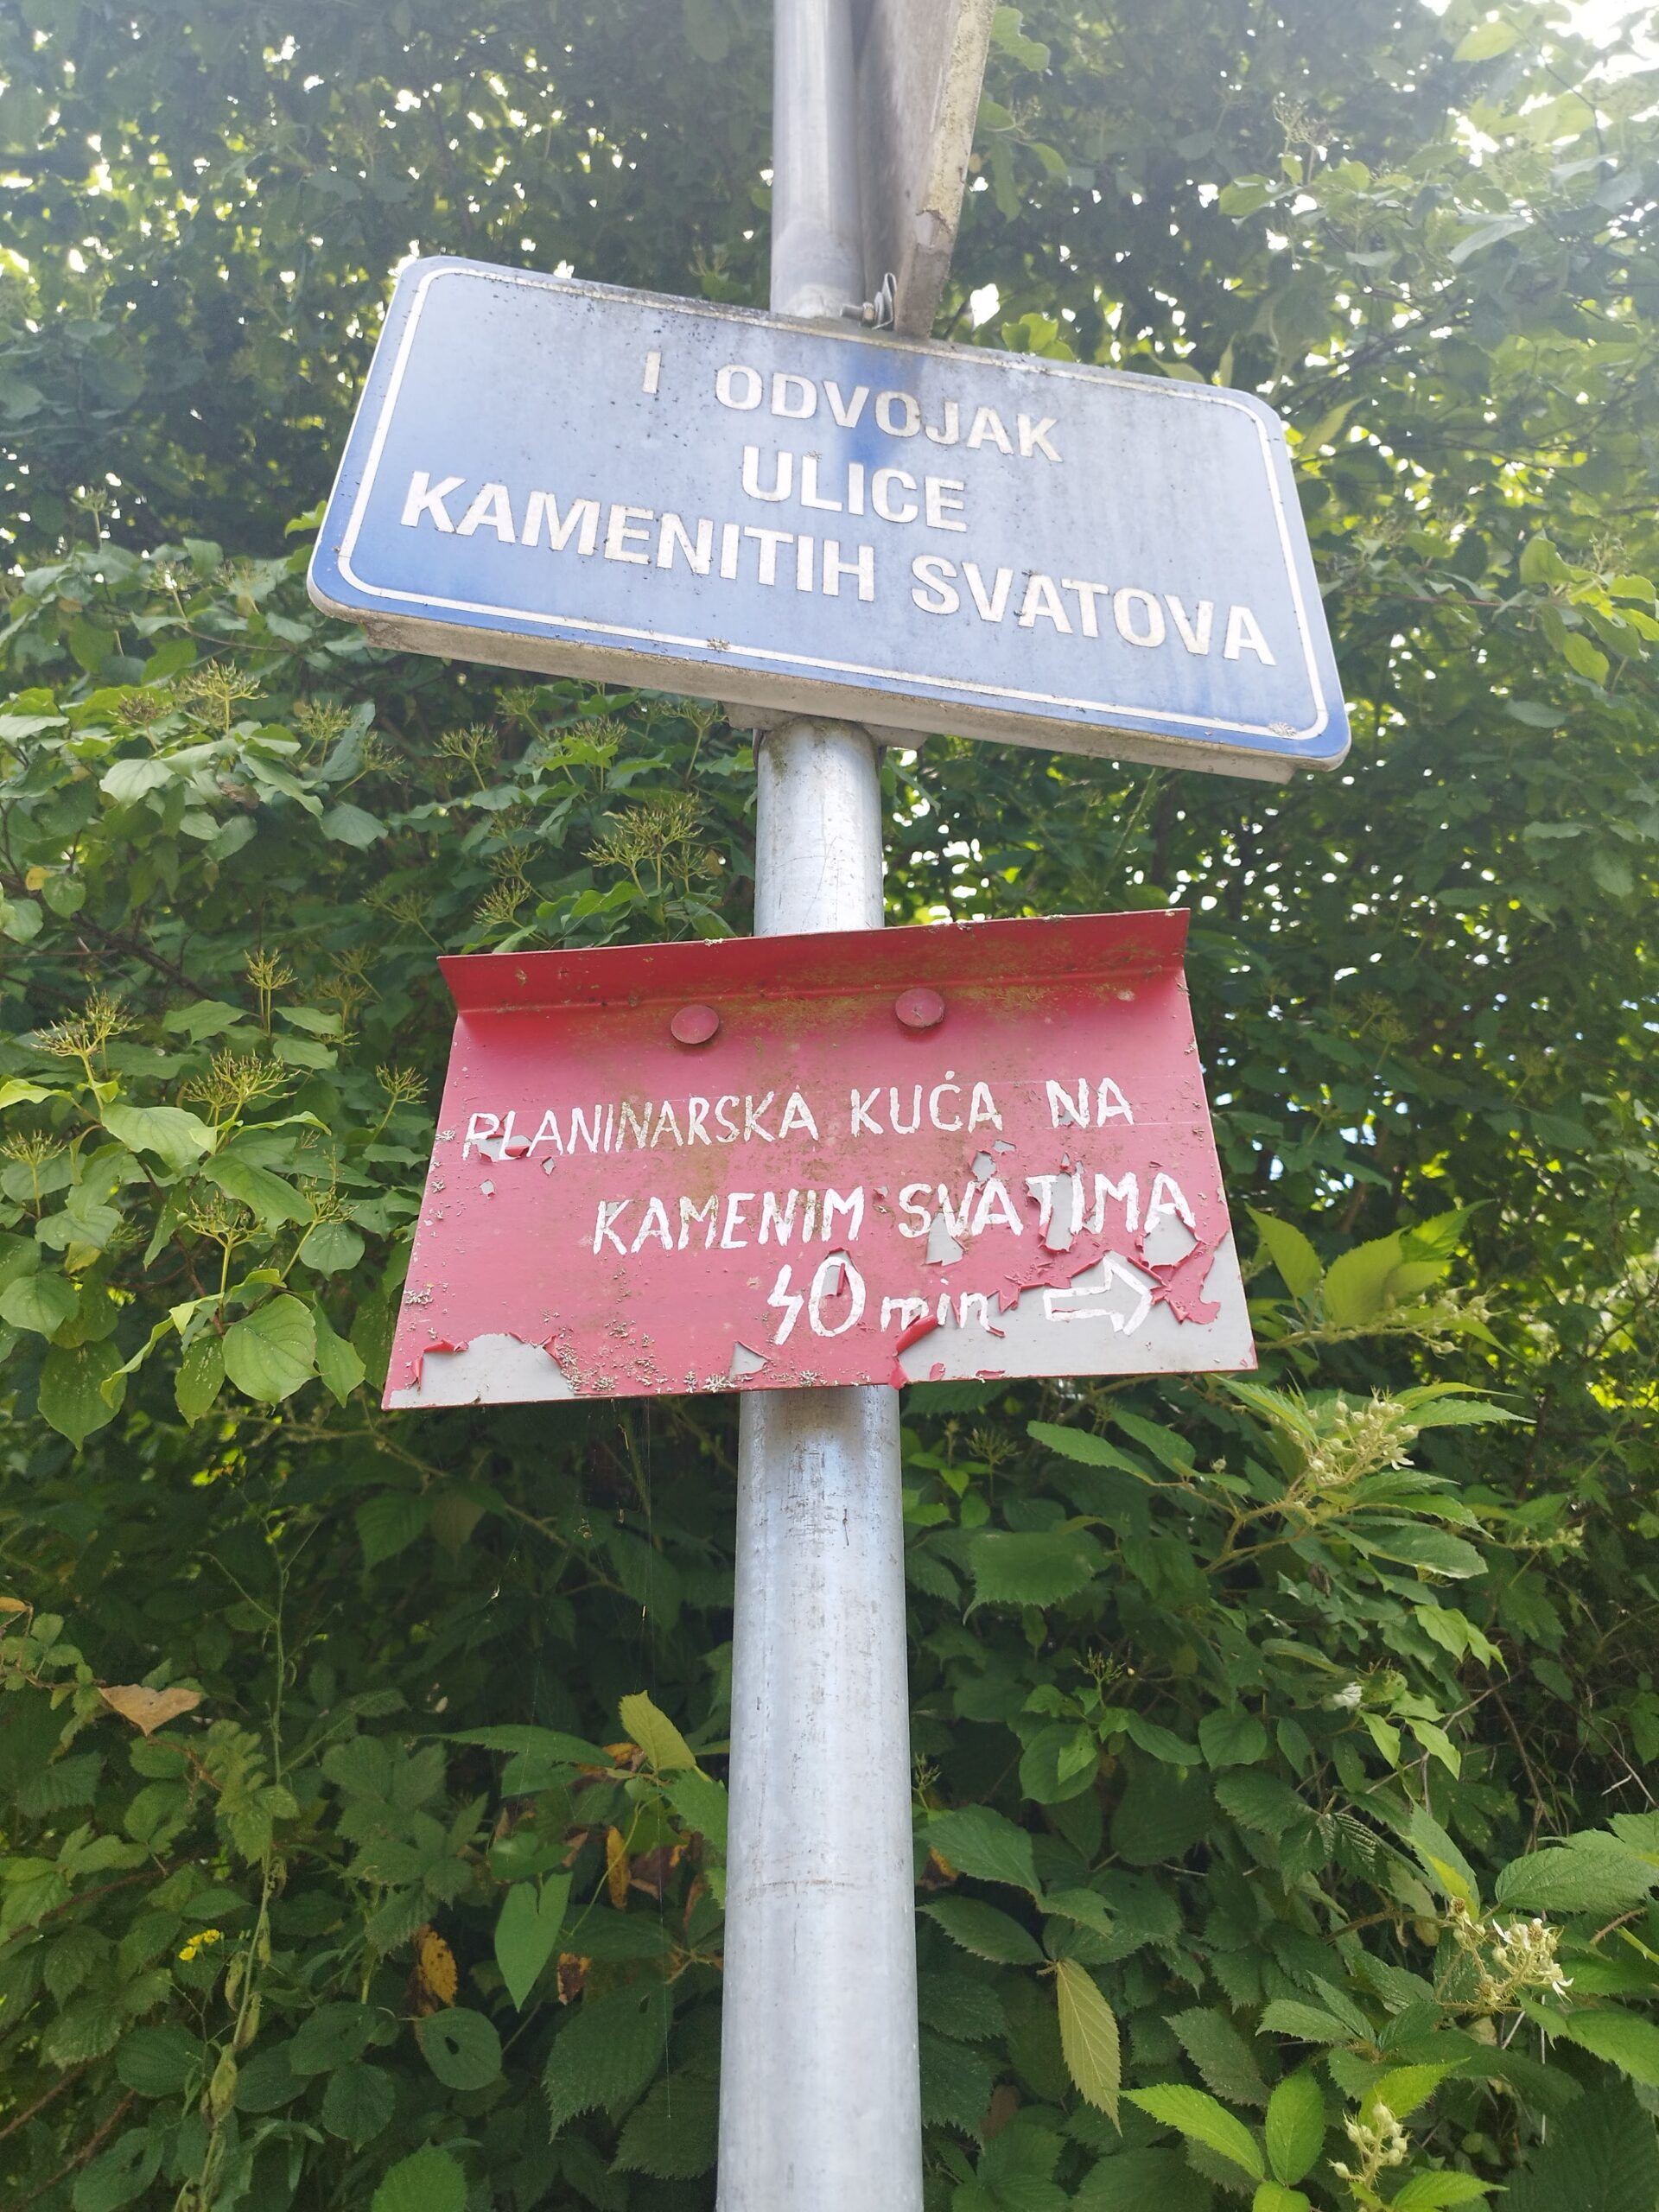 I ODVOJAK
ULICE
KAMENITIH SVATOVA
PLANINARSKA KUĆA NA
KAMENIM SVATIMA
40 min